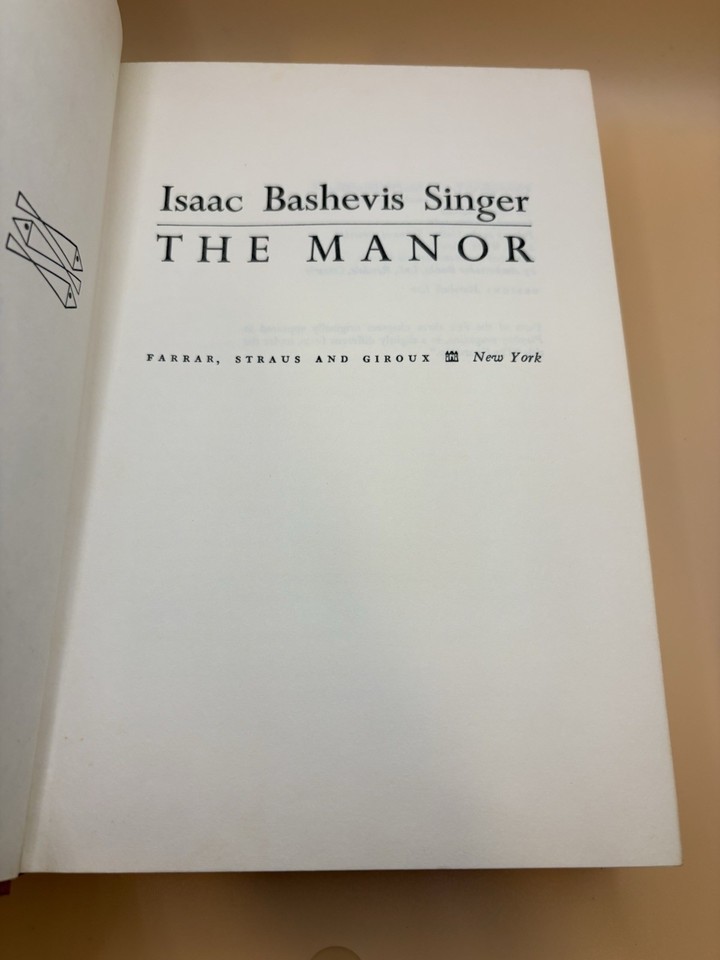 Isaac Bashevis Singer
THE MANOR
FARRAR, STRAUS AND GIROUX New York